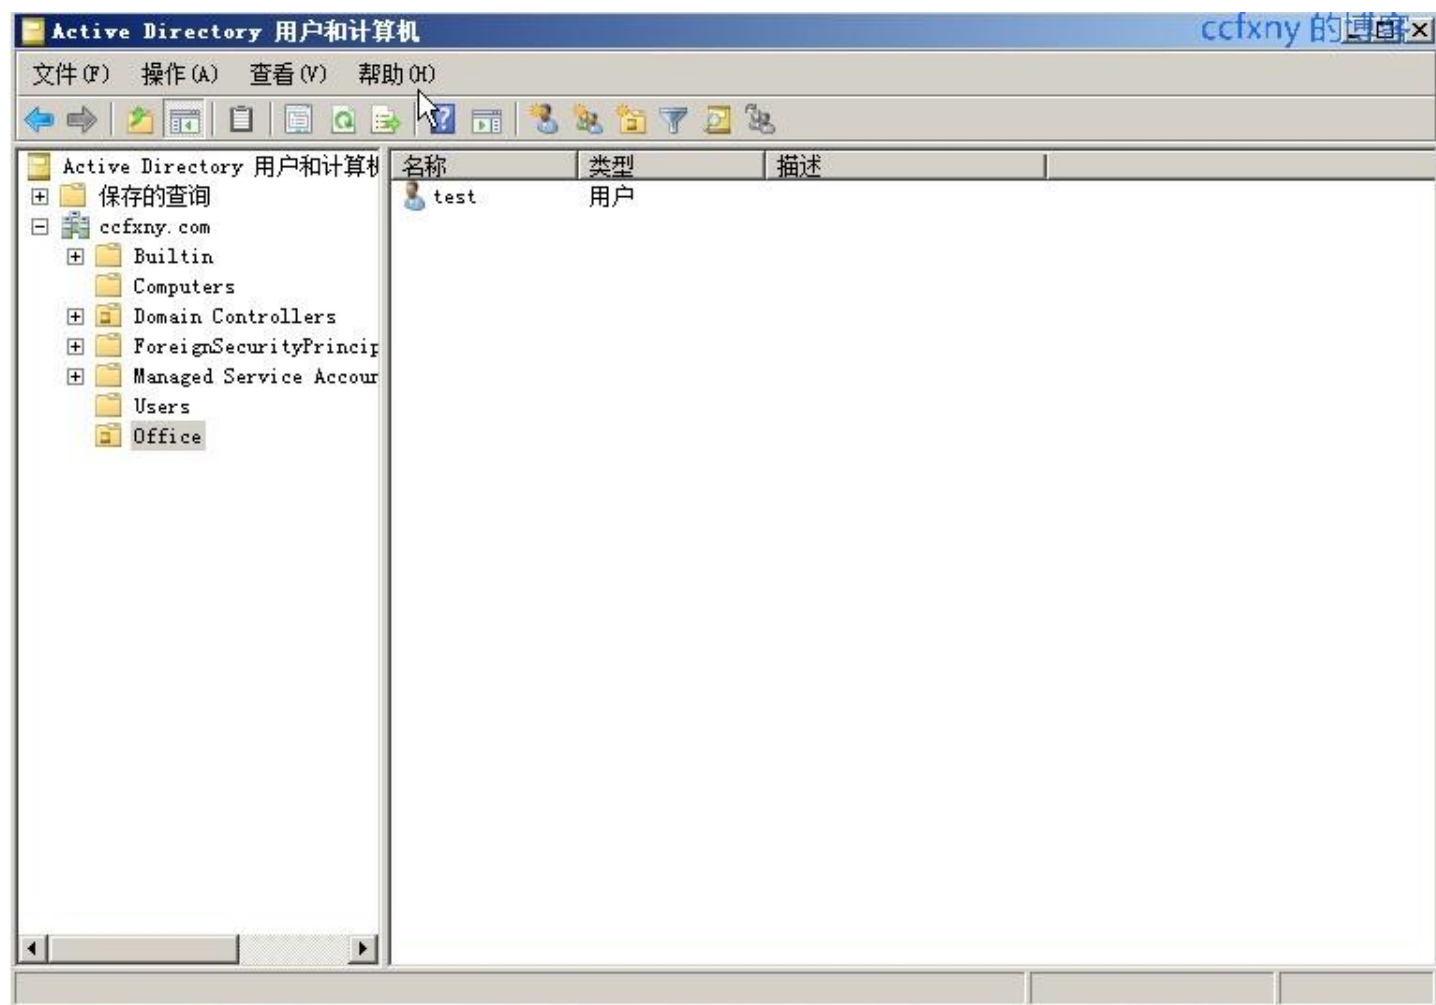 Active Directory 用户和计算机
ccfxny 的博客
文件(F) 操作(A) 查看(V) 帮助(H)
Active Directory 用户和计算机
保存的查询
ccfxny.com
Builtin
Computers
Domain Controllers
ForeignSecurityPrincip
Managed Service Accour
Users
Office
名称 类型 描述
test 用户